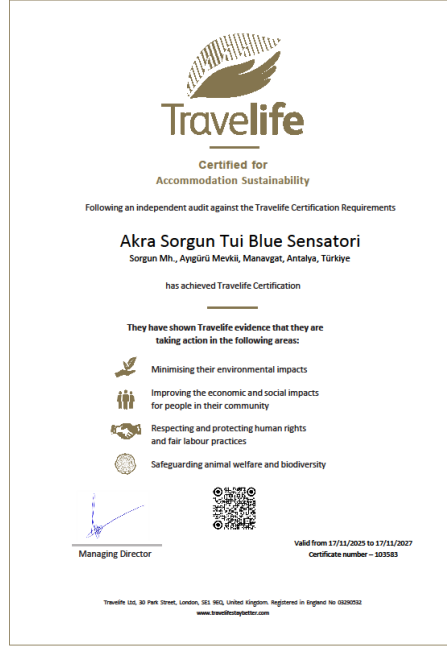 Travelife
Certified for
Accommodation Sustainability
Following an independent audit against the Travelife Certification Requirements
Akra Sorgun Tui Blue Sensatori
Sorgun Mh., Ayıgürü Mevkii, Manavgat, Antalya, Türkiye
has achieved Travelife Certification
They have shown Travelife evidence that they are
taking action in the following areas:
Minimising their environmental impacts
Improving the economic and social impacts
for people in their community
Respecting and protecting human rights
and fair labour practices
Safeguarding animal welfare and biodiversity
Managing Director
Valid from 17/11/2025 to 17/11/2027
Certificate number – 103583
Travelife Ltd, 30 Park Street, London, SE1 9EQ, United Kingdom. Registered in England No 03290532
www.travelifestaybetter.com